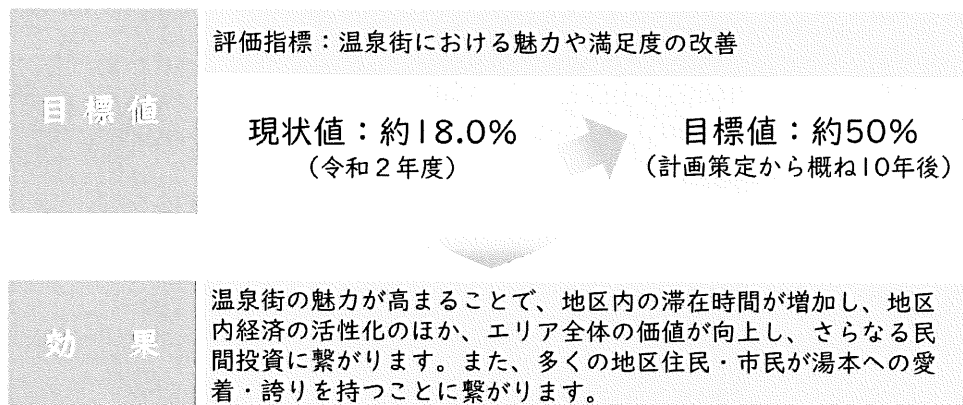 目標値
評価指標：温泉街における魅力や満足度の改善
現状値：約18.0%
（令和２年度）
目標値：約50%
（計画策定から概ね10年後）
効　果
温泉街の魅力が高まることで、地区内の滞在時間が増加し、地区
内経済の活性化のほか、エリア全体の価値が向上し、さらなる民
間投資に繋がります。また、多くの地区住民・市民が湯本への愛
着・誇りを持つことに繋がります。